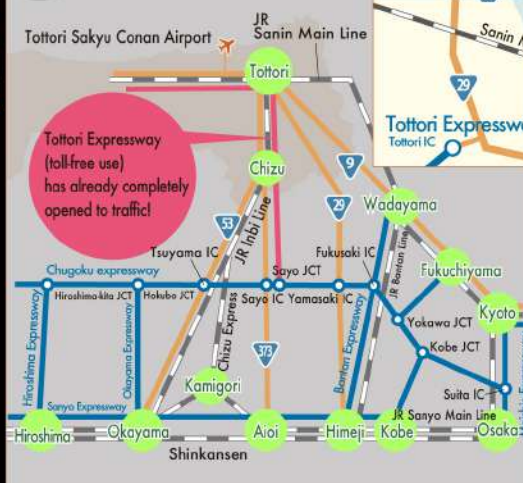 JR
Sanin Main Line
Tottori Sakyu Conan Airport
Tottori
29
Tottori Expressw
Tottori IC
Tottori Expressway
(toll-free use)
has already completely
opened to traffic!
Chizu
9
53
29
Wadayama
JR Inbi Line
Tsuyama IC
Sayo JCT
Fukusaki IC
JR Bantan Line
Fukuchiyama
Chugoku expressway
Hiroshima-kita JCT
Hokubo JCT
Sayo IC
Yamasaki IC
Kyoto
Hiroshima Expressway
Okayama Expressway
Chizu Express
Bantan Expressway
Yokawa JCT
373
Kobe JCT
Kamigori
Suita IC
Sanyo Expressway
JR Sanyo Main Line
Hiroshima
Okayama
Aioi
Himeji
Kobe
Osaka
Shinkansen